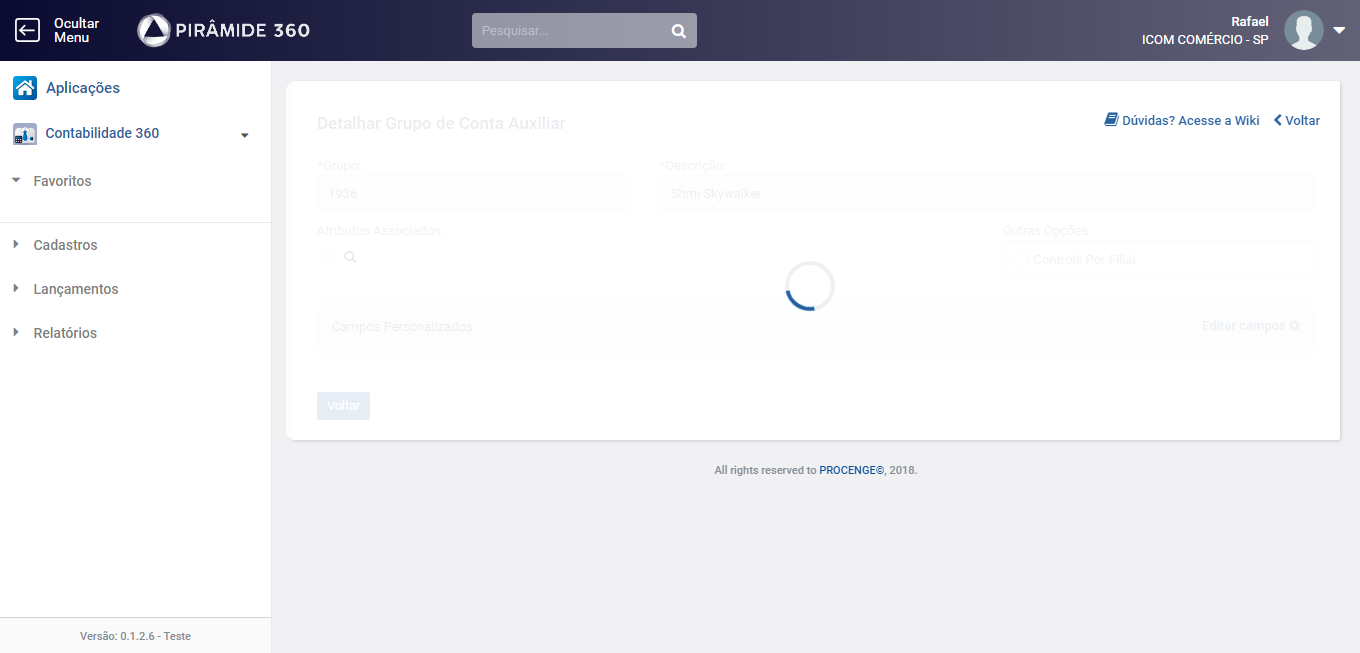 Ocultar
Menu
PIRÂMIDE 360
Pesquisar...
Rafael
ICOM COMÉRCIO - SP
Aplicações
Contabilidade 360
Favoritos
Cadastros
Lançamentos
Relatórios
Versão: 0.1.2.6 - Teste
Detalhar Grupo de Conta Auxiliar
Dúvidas? Acesse a Wiki
Voltar
*Grupo:
*Descrição:
1936
Shmi Skywalker
Atributos Associados:
Outras Opções:
Controle Por Filial
Campos Personalizados
Editar campos
Voltar
All rights reserved to PROCENGE©, 2018.